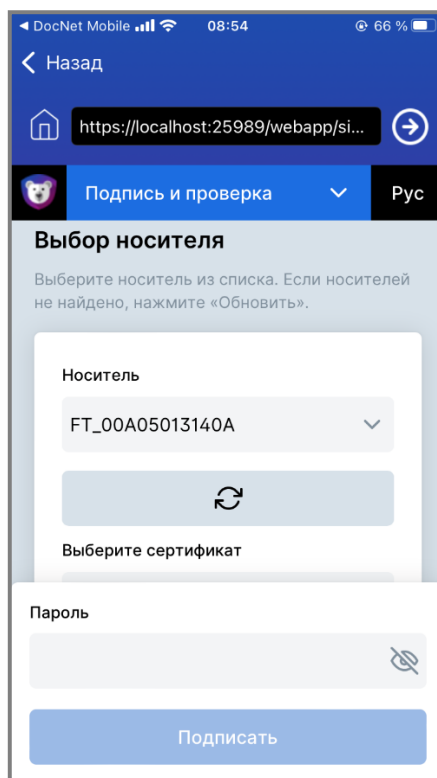 ◀ DocNet Mobile 08:54 66 %
Назад
https://localhost:25989/webapp/si...
Подпись и проверка Рус
Выбор носителя
Выберите носитель из списка. Если носителей
не найдено, нажмите «Обновить».
Носитель
FT_00A05013140A
Выберите сертификат
Пароль
Подписать